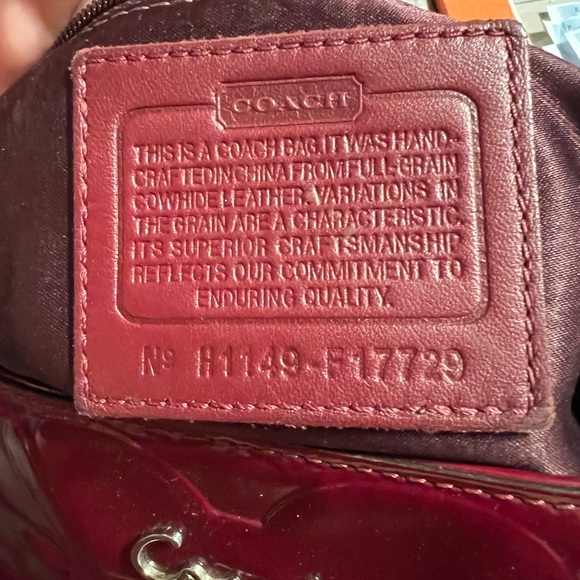 COACH
THIS IS A COACH BAG. IT WAS HAND-
CRAFTED IN CHINA FROM FULL-GRAIN
COWHIDE LEATHER. VARIATIONS IN
THE GRAIN ARE A CHARACTERISTIC.
ITS SUPERIOR CRAFTSMANSHIP
REFLECTS OUR COMMITMENT TO
ENDURING QUALITY.
Nº H1149-F17729